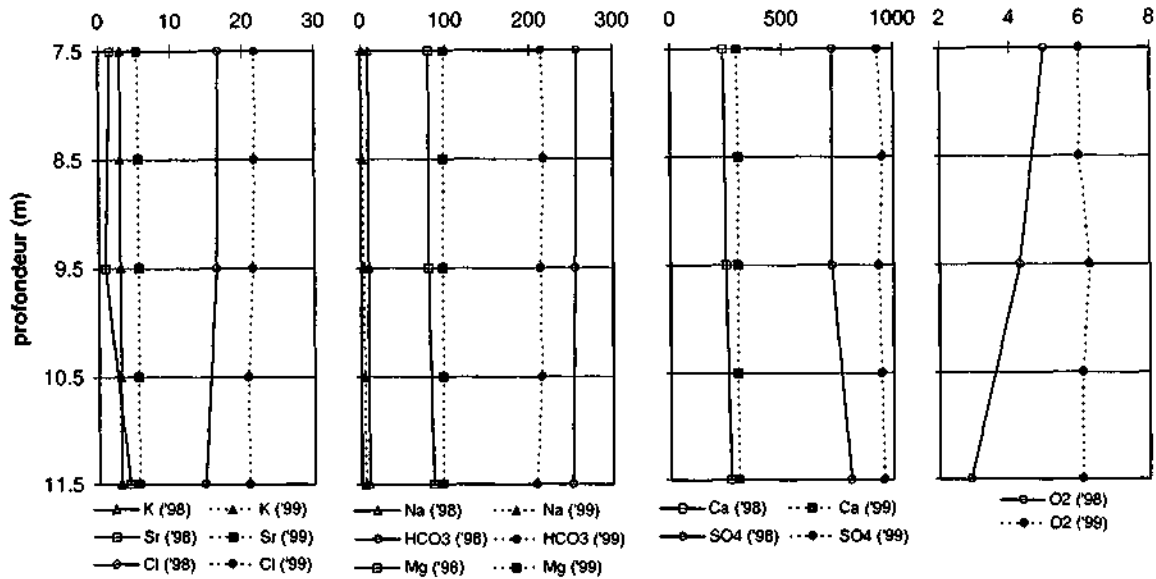 0 10 20 30
0 100 200 300
0 500 1000
2 4 6 8
7.5
8.5
9.5
10.5
11.5
profondeur (m)
K ('98) K ('99)
Sr ('98) Sr ('99)
Cl ('98) Cl ('99)
Na ('98) Na ('99)
HCO3 ('98) HCO3 ('99)
Mg ('98) Mg ('99)
Ca ('98) Ca ('99)
SO4 ('98) SO4 ('99)
O2 ('98)
O2 ('99)